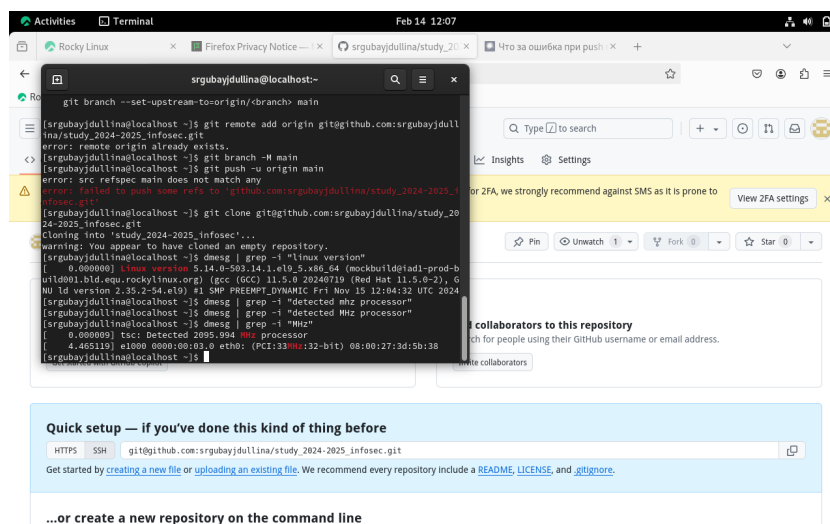 Activities Terminal Feb 14 12:07
Rocky Linux × Firefox Privacy Notice — × srgubayjdullina/study_20 × Что за ошибка при push × +
srgubayjdullina@localhost:~
git branch --set-upstream-to=origin/<branch> main
[srgubayjdullina@localhost ~]$ git remote add origin git@github.com:srgubayjdull
ina/study_2024-2025_infosec.git
error: remote origin already exists.
[srgubayjdullina@localhost ~]$ git branch -M main
[srgubayjdullina@localhost ~]$ git push -u origin main
error: src refspec main does not match any
error: failed to push some refs to 'github.com:srgubayjdullina/study_2024-2025_i
nfosec.git'
[srgubayjdullina@localhost ~]$ git clone git@github.com:srgubayjdullina/study_20
24-2025_infosec.git
Cloning into 'study_2024-2025_infosec'...
warning: You appear to have cloned an empty repository.
[srgubayjdullina@localhost ~]$ dmesg | grep -i "linux version"
[ 0.000000] Linux version 5.14.0-503.14.1.el9_5.x86_64 (mockbuild@iad1-prod-b
uild001.bld.equ.rockylinux.org) (gcc (GCC) 11.5.0 20240719 (Red Hat 11.5.0-2), G
NU ld version 2.35.2-54.el9) #1 SMP PREEMPT_DYNAMIC Fri Nov 15 12:04:32 UTC 2024
[srgubayjdullina@localhost ~]$ dmesg | grep -i "detected mhz processor"
[srgubayjdullina@localhost ~]$ dmesg | grep -i "detected mhz processor"
[srgubayjdullina@localhost ~]$ dmesg | grep -i "MHz"
[ 0.000009] tsc: Detected 2095.994 MHz processor
[ 4.465119] e1000 0000:00:03.0 eth0: (PCI:33MHz:32-bit) 08:00:27:3d:5b:38
[srgubayjdullina@localhost ~]$
Ro
Type / to search
Insights Settings
for 2FA, we strongly recommend against SMS as it is prone to
View 2FA settings ×
Pin Unwatch 1 Fork 0 Star 0
d collaborators to this repository
rch for people using their GitHub username or email address.
Get started with GitHub Copilot
Invite collaborators
Quick setup — if you've done this kind of thing before
HTTPS SSH git@github.com:srgubayjdullina/study_2024-2025_infosec.git
Get started by creating a new file or uploading an existing file. We recommend every repository include a README, LICENSE, and .gitignore.
...or create a new repository on the command line